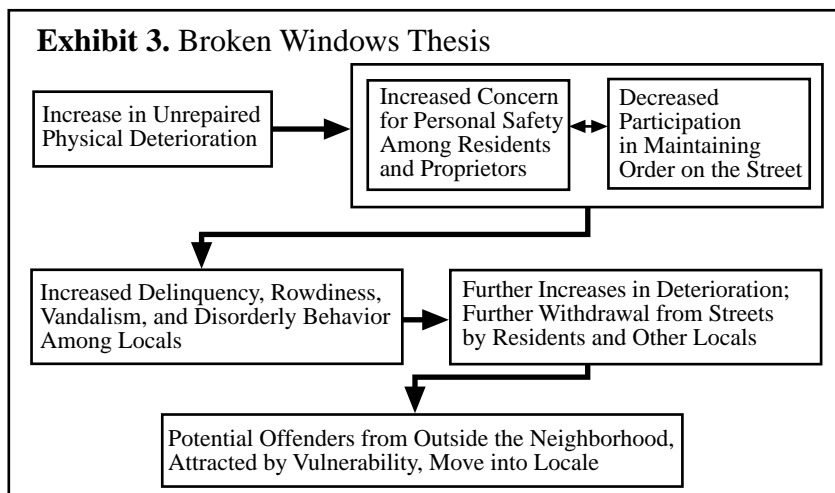 Exhibit 3. Broken Windows Thesis
Increase in Unrepaired
Physical Deterioration
Increased Concern
for Personal Safety
Among Residents
and Proprietors
Decreased
Participation
in Maintaining
Order on the Street
Increased Delinquency, Rowdiness,
Vandalism, and Disorderly Behavior
Among Locals
Further Increases in Deterioration;
Further Withdrawal from Streets
by Residents and Other Locals
Potential Offenders from Outside the Neighborhood,
Attracted by Vulnerability, Move into Locale